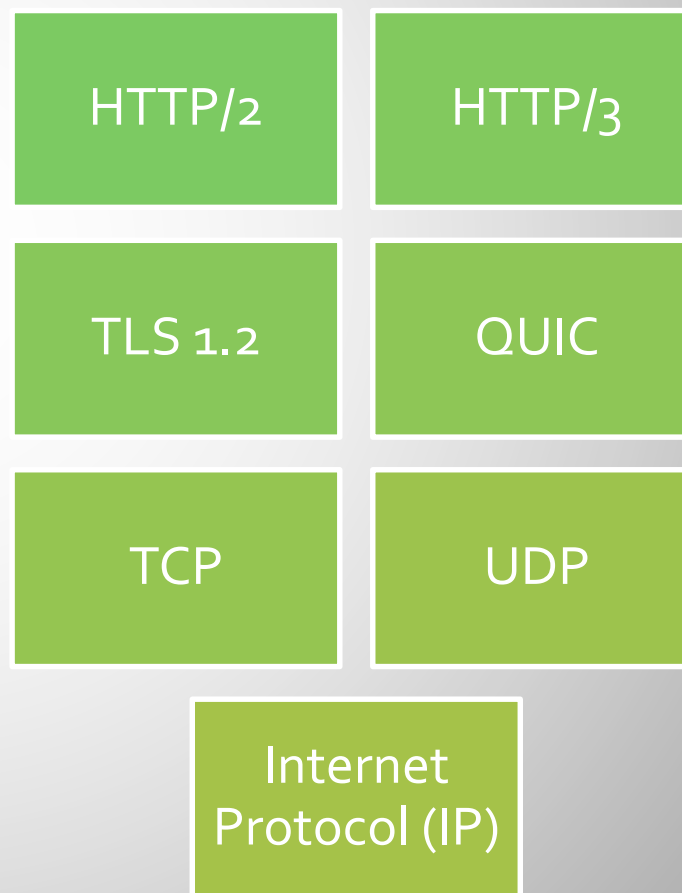 HTTP/2
HTTP/3
TLS 1.2
QUIC
TCP
UDP
Internet
Protocol (IP)